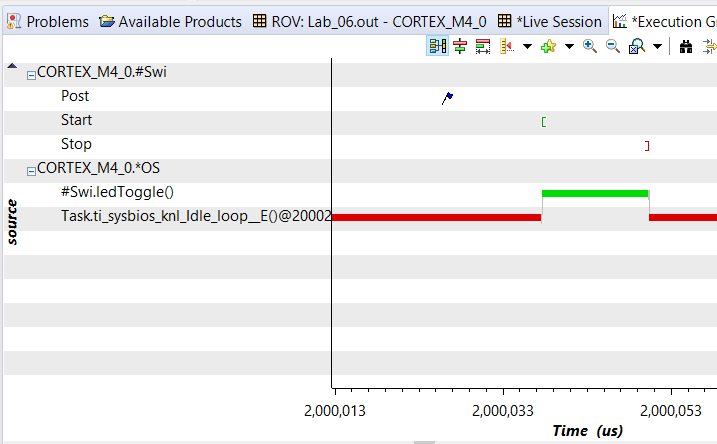 Problems Available Products ROV: Lab_06.out - CORTEX_M4_0 *Live Session *Execution Gr
CORTEX_M4_0.#Swi
Post
Start
Stop
CORTEX_M4_0.*OS
#Swi.ledToggle()
Task.ti_sysbios_knl_Idle_loop__E()@20002
source
2,000,013 2,000,033 2,000,053
Time (us)